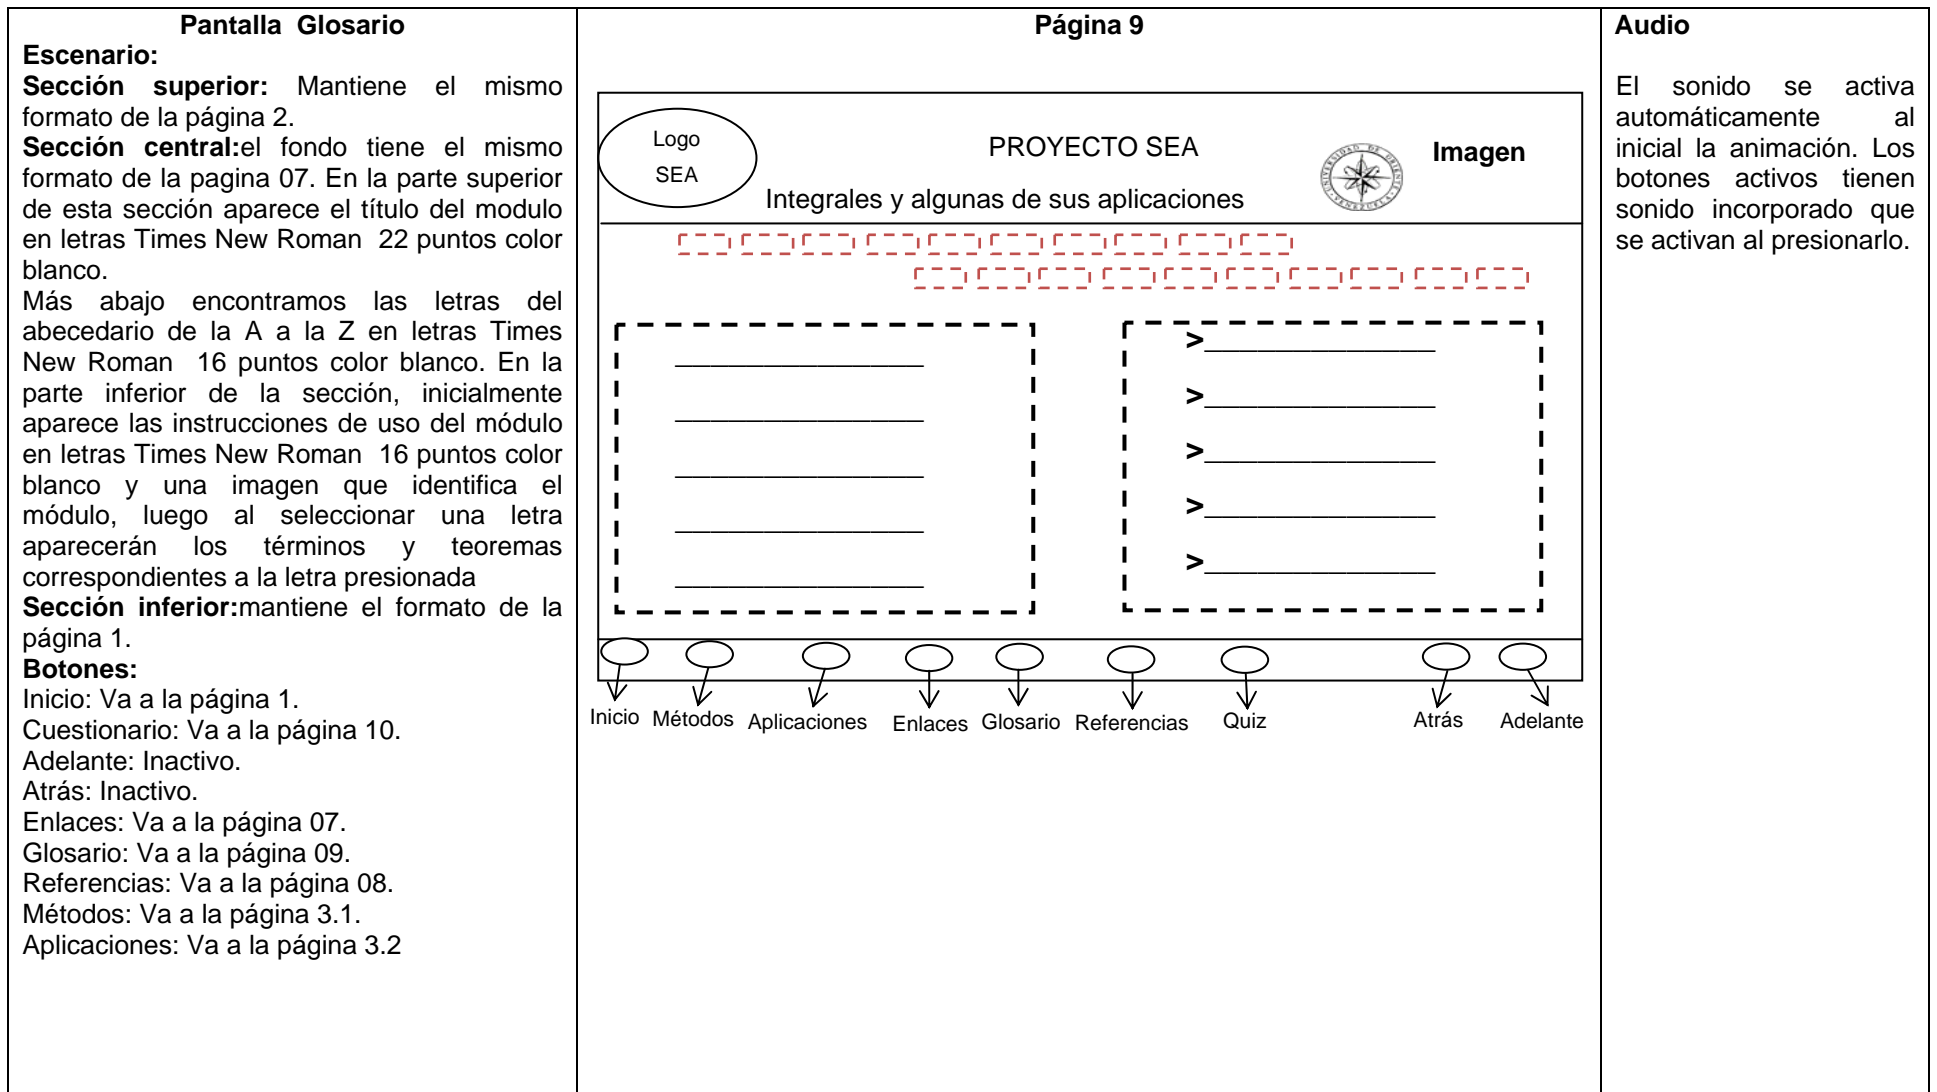 Pantalla  Glosario
Escenario:
Sección superior: Mantiene el mismo
formato de la página 2.
Sección central:el fondo tiene el mismo
formato de la pagina 07. En la parte superior
de esta sección aparece el título del modulo
en letras Times New Roman  22 puntos color
blanco.
Más abajo encontramos las letras del
abecedario de la A a la Z en letras Times
New Roman  16 puntos color blanco. En la
parte inferior de la sección, inicialmente
aparece las instrucciones de uso del módulo
en letras Times New Roman  16 puntos color
blanco y una imagen que identifica el
módulo, luego al seleccionar una letra
aparecerán los términos y teoremas
correspondientes a la letra presionada
Sección inferior:mantiene el formato de la
página 1.
Botones:
Inicio: Va a la página 1.
Cuestionario: Va a la página 10.
Adelante: Inactivo.
Atrás: Inactivo.
Enlaces: Va a la página 07.
Glosario: Va a la página 09.
Referencias: Va a la página 08.
Métodos: Va a la página 3.1.
Aplicaciones: Va a la página 3.2
Página 9
Logo
SEA
PROYECTO SEA
Integrales y algunas de sus aplicaciones
UNIVERSIDAD DE ORIENTE
VENEZUELA
Imagen
>_______________
>_______________
>_______________
>_______________
>_______________
Inicio Métodos Aplicaciones Enlaces Glosario Referencias Quiz Atrás Adelante
Audio
El sonido se activa
automáticamente al
inicial la animación. Los
botones activos tienen
sonido incorporado que
se activan al presionarlo.